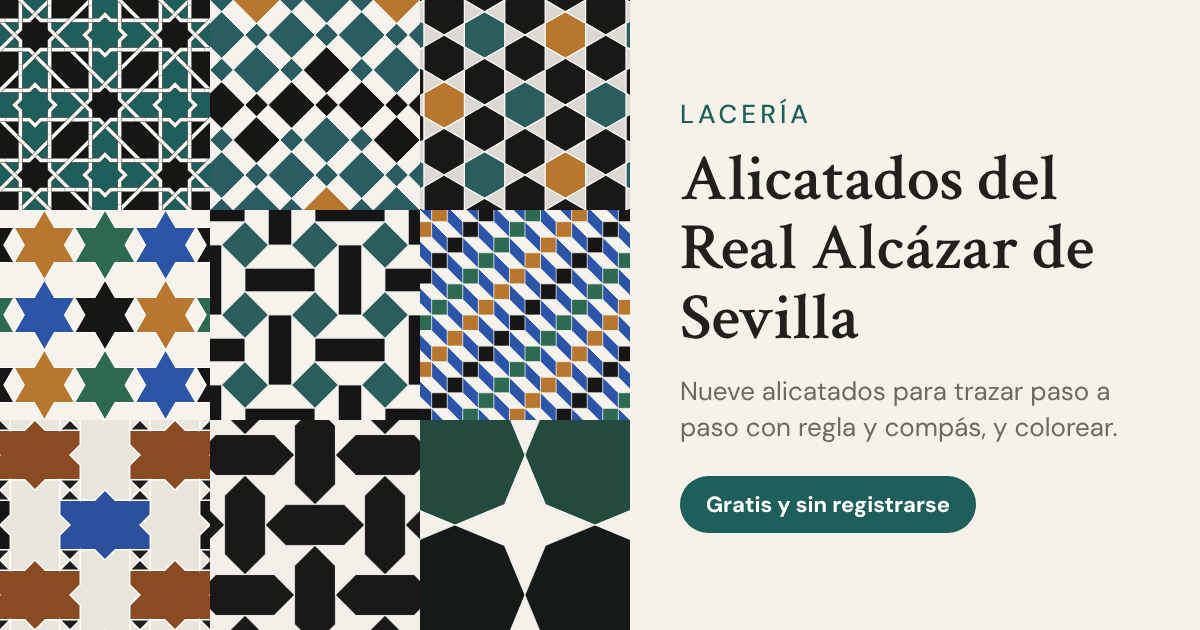 LACERÍA
Alicatados del
Real Alcázar de
Sevilla
Nueve alicatados para trazar paso a
paso con regla y compás, y colorear.
Gratis y sin registrarse